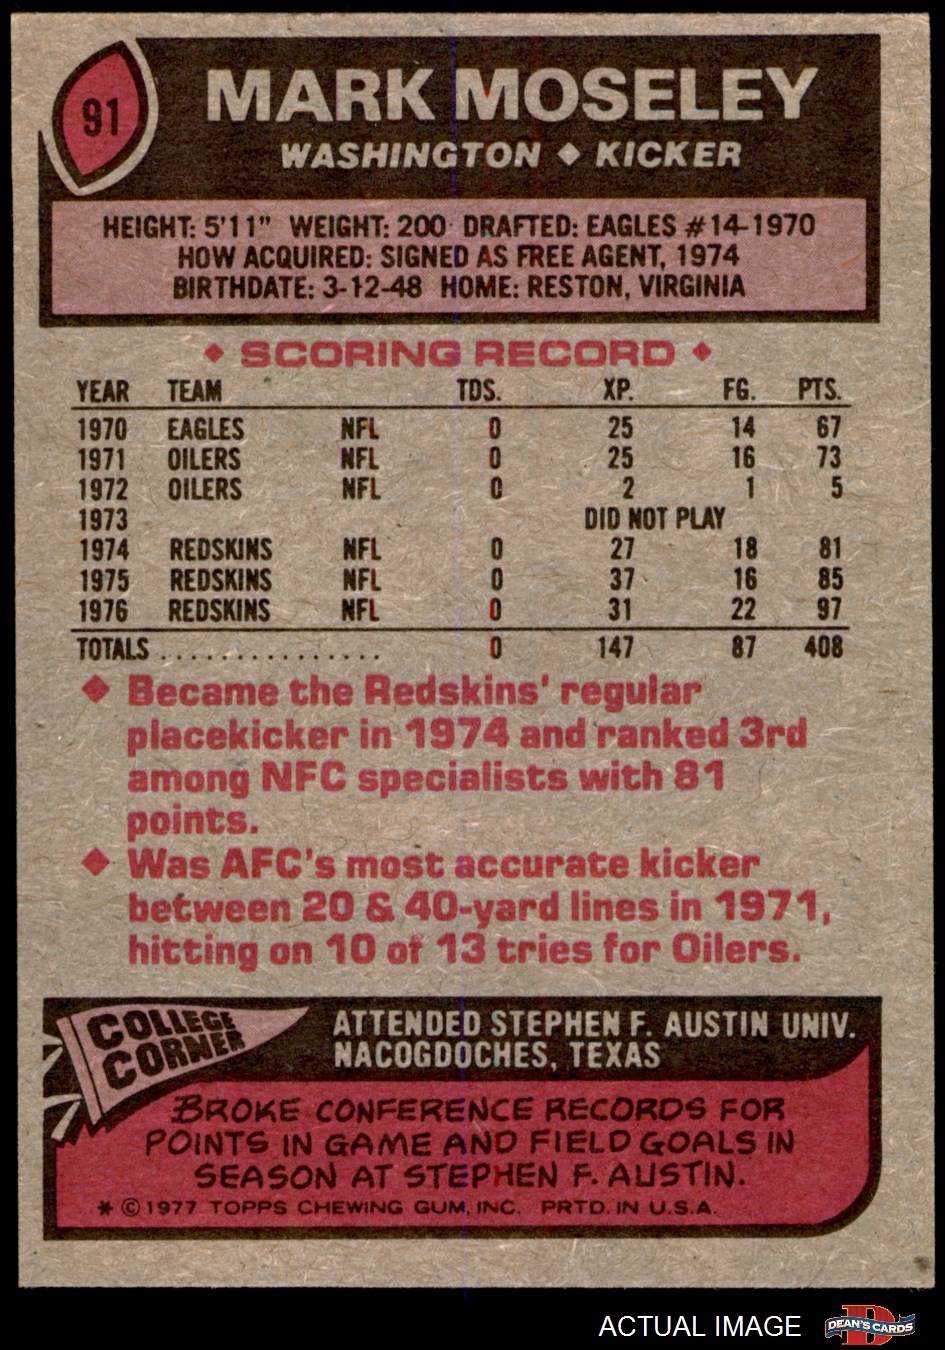 91
MARK MOSELEY
WASHINGTON ◆ KICKER
HEIGHT: 5'11" WEIGHT: 200 DRAFTED: EAGLES #14-1970
HOW ACQUIRED: SIGNED AS FREE AGENT, 1974
BIRTHDATE: 3-12-48 HOME: RESTON, VIRGINIA
◆ SCORING RECORD ◆
YEAR TEAM TDS. XP. FG. PTS.
1970 EAGLES NFL 0 25 14 67
1971 OILERS NFL 0 25 16 73
1972 OILERS NFL 0 2 1 5
1973 DID NOT PLAY
1974 REDSKINS NFL 0 27 18 81
1975 REDSKINS NFL 0 37 16 85
1976 REDSKINS NFL 0 31 22 97
TOTALS . . . . . . . . . . . . . . . . 0 147 87 408
◆ Became the Redskins' regular
placekicker in 1974 and ranked 3rd
among NFC specialists with 81
points.
◆ Was AFC's most accurate kicker
between 20 & 40-yard lines in 1971,
hitting on 10 of 13 tries for Oilers.
COLLEGE
CORNER
ATTENDED STEPHEN F. AUSTIN UNIV.
NACOGDOCHES, TEXAS
BROKE CONFERENCE RECORDS FOR
POINTS IN GAME AND FIELD GOALS IN
SEASON AT STEPHEN F. AUSTIN.
* © 1977 TOPPS CHEWING GUM, INC. PRTD. IN U.S.A.
ACTUAL IMAGE
D
DEAN'S CARDS